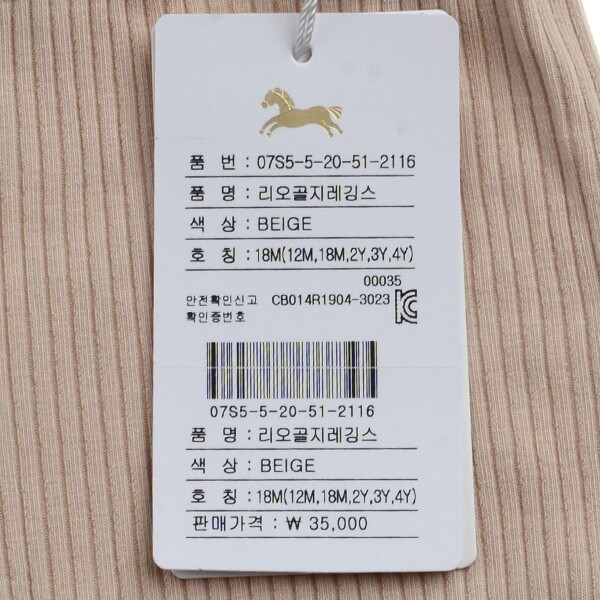 품 번 : 07S5-5-20-51-2116
품 명 : 리오골지레깅스
색 상 : BEIGE
호 칭 : 18M(12M,18M,2Y,3Y,4Y)
00035
안전확인신고 CB014R1904-3023
확인증번호
07S5-5-20-51-2116
품 명 : 리오골지레깅스
색 상 : BEIGE
호 칭 : 18M(12M,18M,2Y,3Y,4Y)
판매가격 : ₩ 35,000